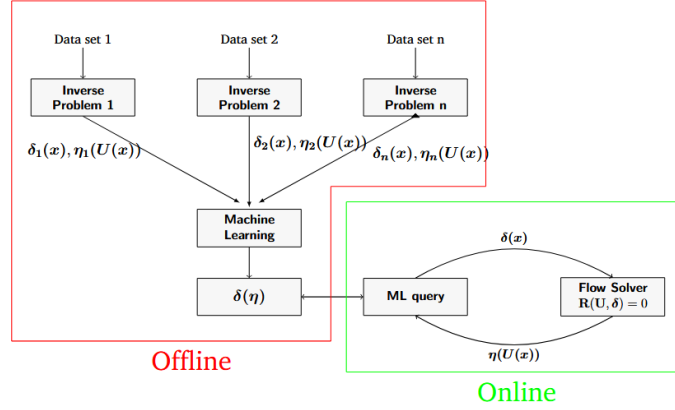 Data set 1
Data set 2
Data set n
Inverse
Problem 1
Inverse
Problem 2
Inverse
Problem n
δ₁(x), η₁(U(x))
δ₂(x), η₂(U(x))
δₙ(x), ηₙ(U(x))
Machine
Learning
δ(η)
ML query
δ(x)
Flow Solver
R(U, δ) = 0
η(U(x))
Offline
Online